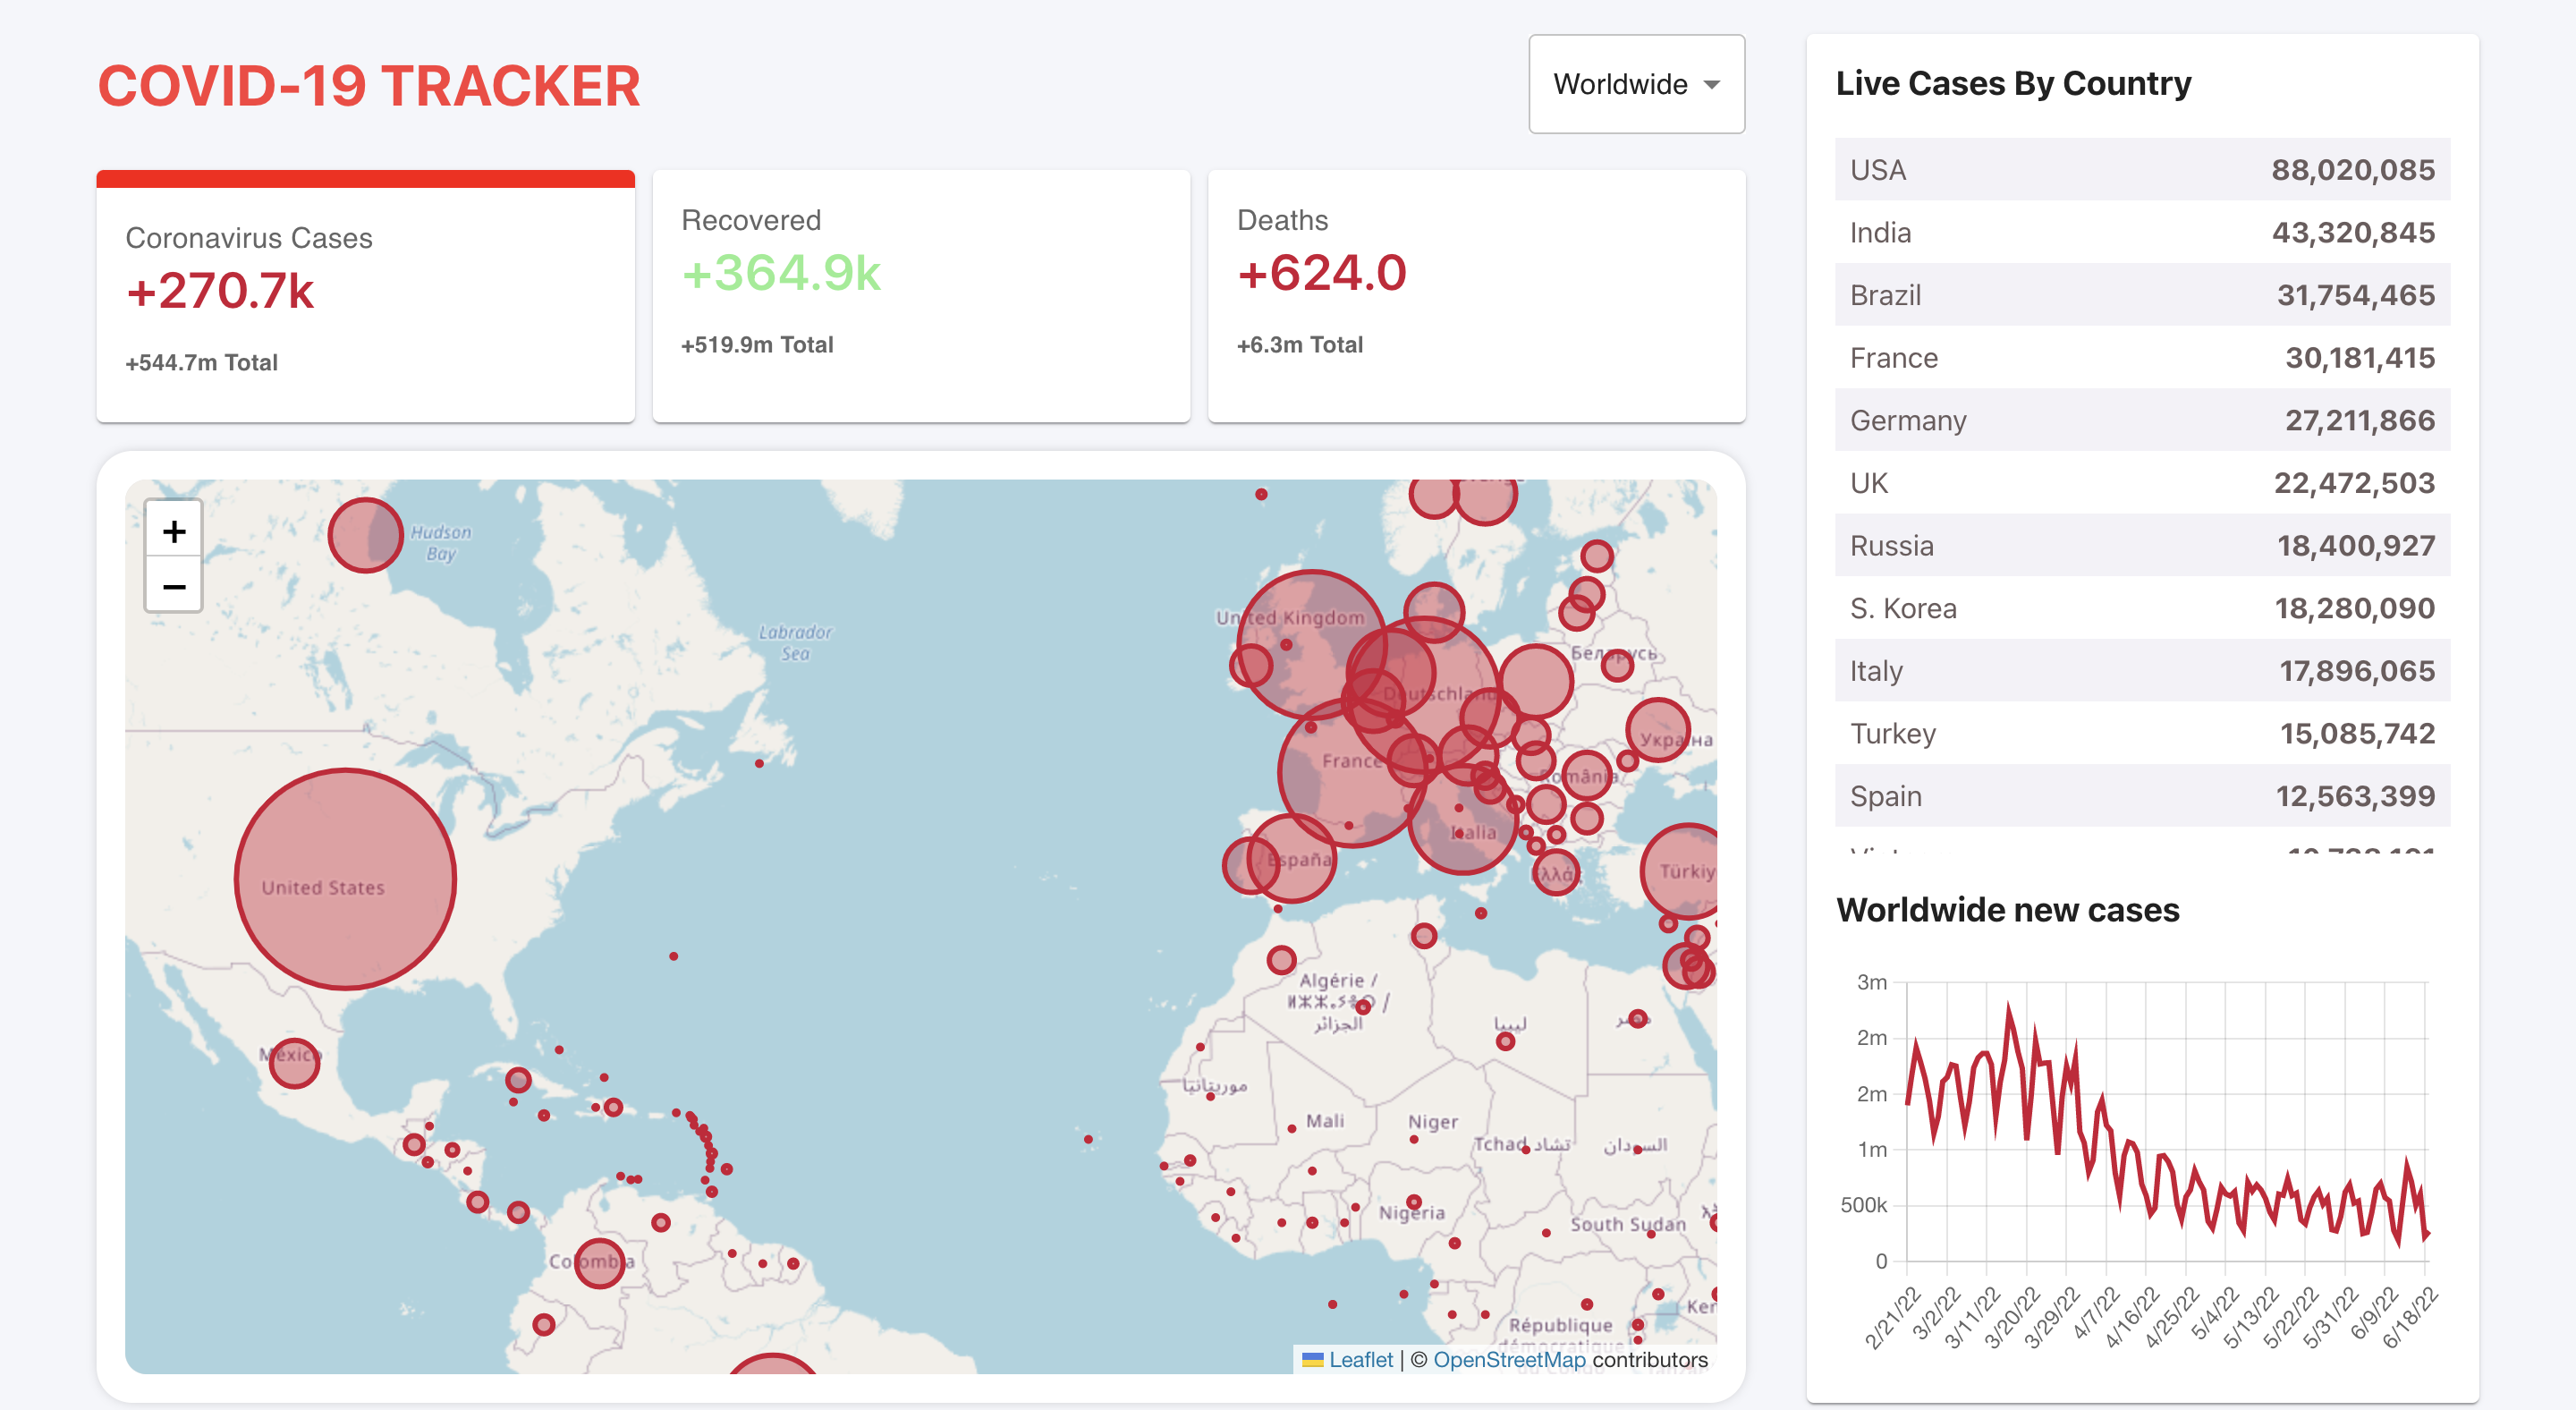 COVID-19 TRACKER
Worldwide
Coronavirus Cases
+270.7k
+544.7m Total
Recovered
+364.9k
+519.9m Total
Deaths
+624.0
+6.3m Total
+
−
Hudson
Bay
Labrador
Sea
United States
México
Colombia
United Kingdom
Deutschland
Беларусь
France
Україна
România
Italia
España
Ελλάς
Türkiy
Algérie /
الجزائر
ليبيا
مصر
موريتانيا
Mali
Niger
Tchad تشاد
السودان
Nigeria
South Sudan
Ken
République
démocratique
Leaflet | © OpenStreetMap contributors
Live Cases By Country
USA 88,020,085
India 43,320,845
Brazil 31,754,465
France 30,181,415
Germany 27,211,866
UK 22,472,503
Russia 18,400,927
S. Korea 18,280,090
Italy 17,896,065
Turkey 15,085,742
Spain 12,563,399
Worldwide new cases
3m
2m
2m
1m
500k
0
2/21/22
3/2/22
3/11/22
3/20/22
3/29/22
4/7/22
4/16/22
4/25/22
5/4/22
5/13/22
5/22/22
5/31/22
6/9/22
6/18/22